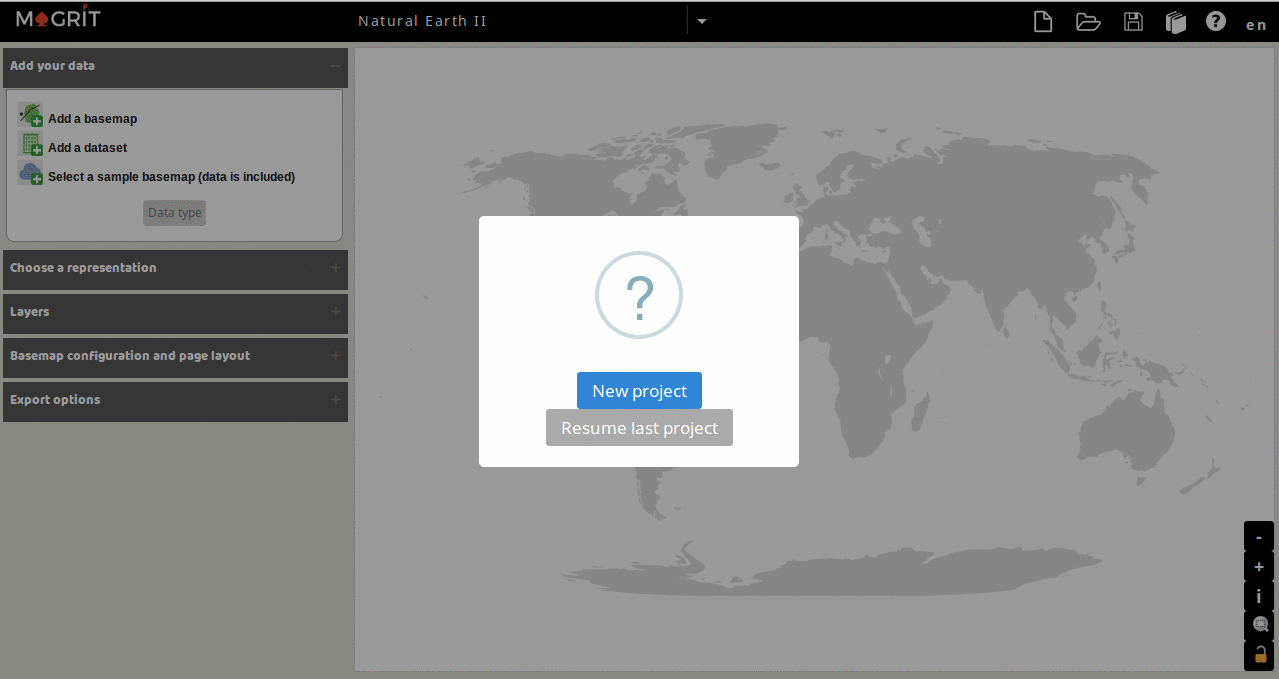 MAGRIT
Natural Earth II
en
Add your data
Add a basemap
Add a dataset
Select a sample basemap (data is included)
Data type
Choose a representation
Layers
Basemap configuration and page layout
Export options
?
New project
Resume last project
-
+
i